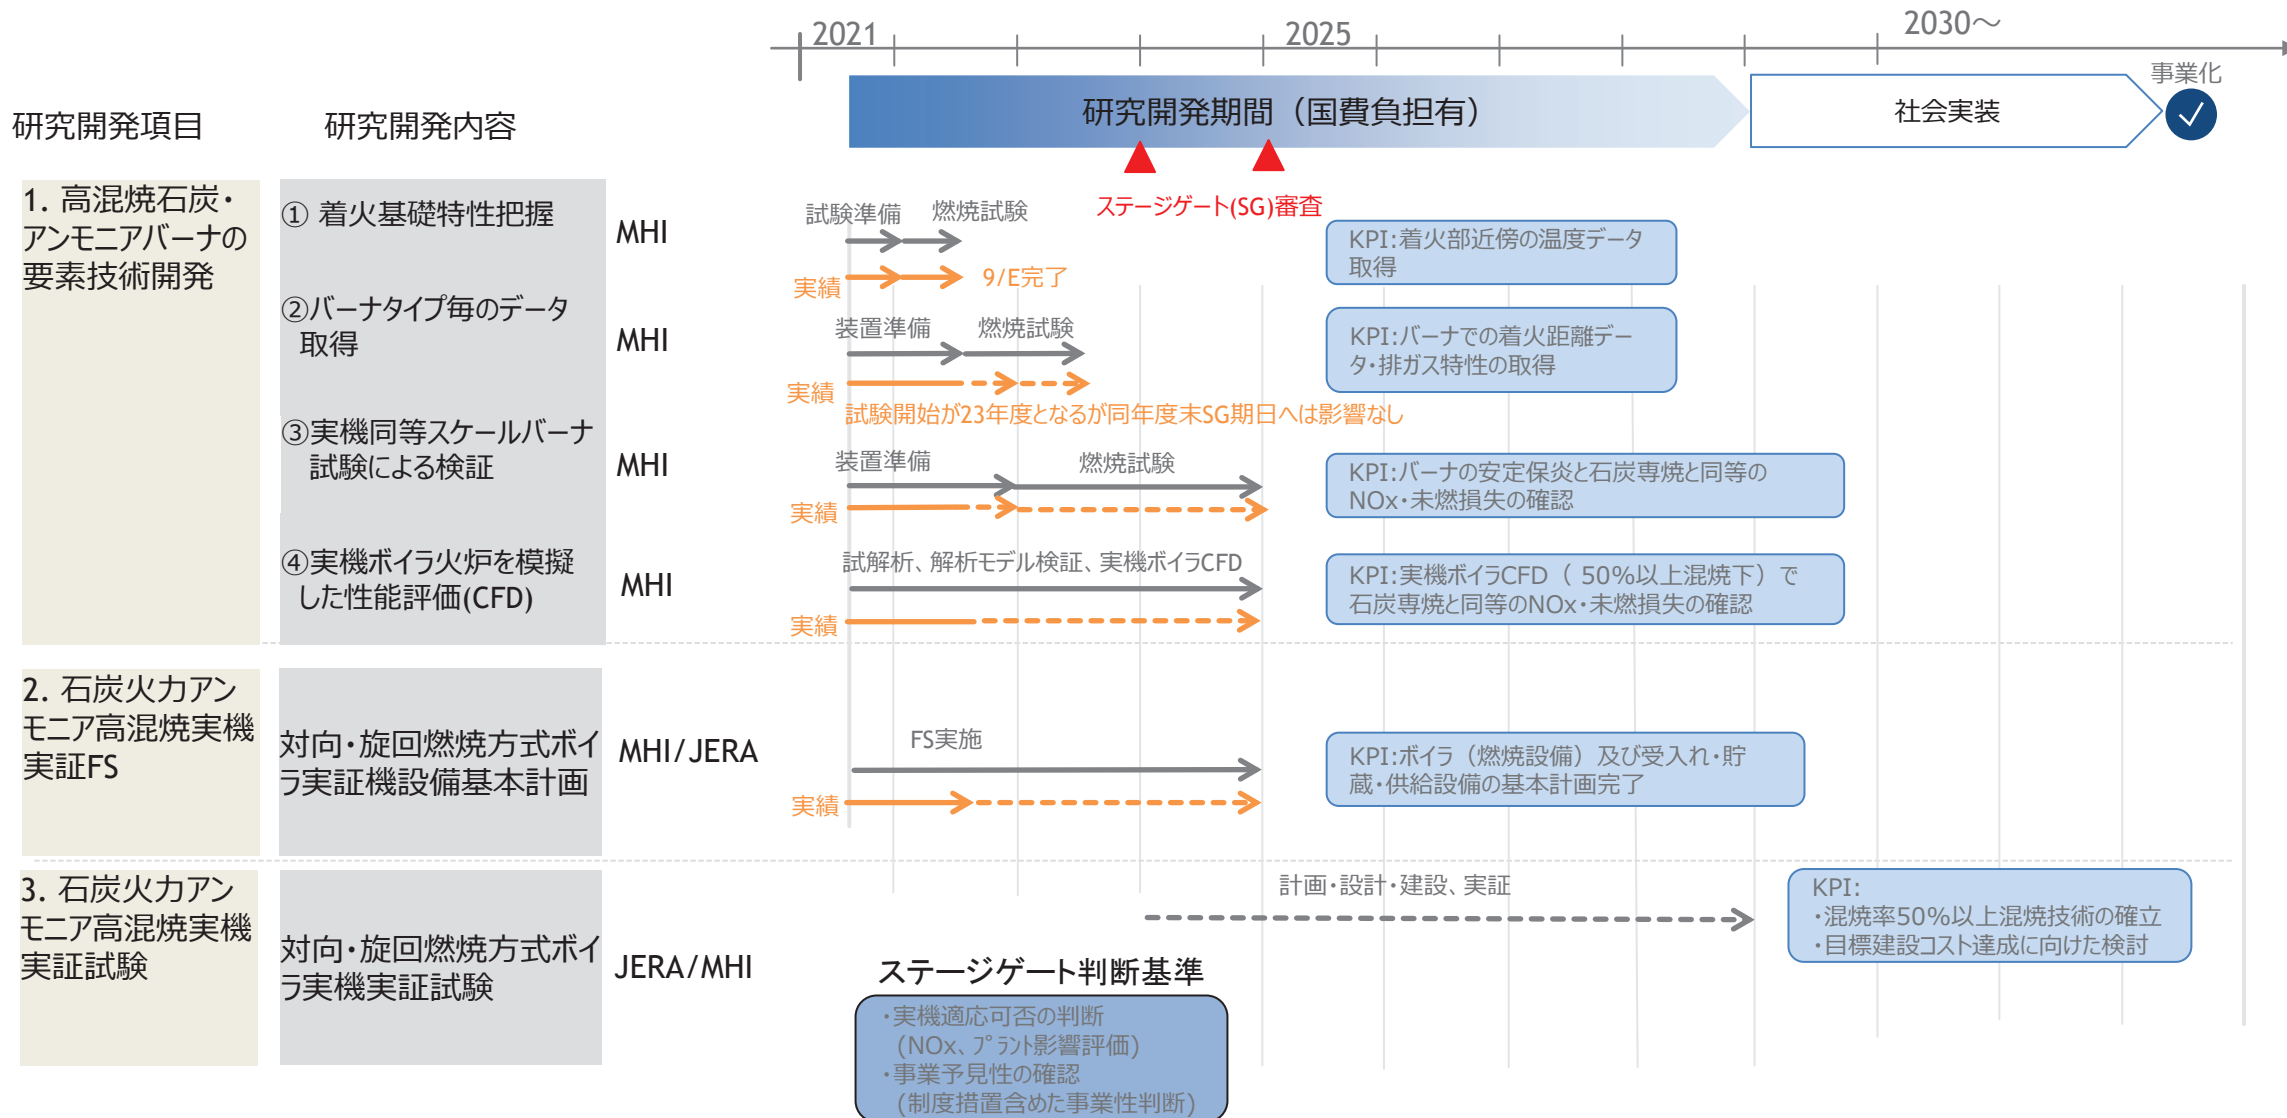 2021
2025
2030～
研究開発項目
研究開発内容
研究開発期間（国費負担有）
社会実装
事業化
ステージゲート(SG)審査
1. 高混焼石炭・
アンモニアバーナの
要素技術開発
① 着火基礎特性把握
MHI
試験準備
燃焼試験
実績
9/E完了
KPI:着火部近傍の温度データ
取得
②バーナタイプ毎のデータ
取得
MHI
装置準備
燃焼試験
実績
試験開始が23年度となるが同年度末SG期日へは影響なし
KPI:バーナでの着火距離デー
タ・排ガス特性の取得
③実機同等スケールバーナ
試験による検証
MHI
装置準備
燃焼試験
実績
KPI:バーナの安定保炎と石炭専焼と同等の
NOx・未燃損失の確認
④実機ボイラ火炉を模擬
した性能評価(CFD)
MHI
試解析、解析モデル検証、実機ボイラCFD
実績
KPI:実機ボイラCFD（ 50%以上混焼下）で
石炭専焼と同等のNOx・未燃損失の確認
2. 石炭火力アン
モニア高混焼実機
実証FS
対向・旋回燃焼方式ボイ
ラ実証機設備基本計画
MHI/JERA
FS実施
実績
KPI:ボイラ（燃焼設備）及び受入れ・貯
蔵・供給設備の基本計画完了
3. 石炭火力アン
モニア高混焼実機
実証試験
対向・旋回燃焼方式ボイ
ラ実機実証試験
JERA/MHI
計画・設計・建設、実証
KPI:
・混焼率50%以上混焼技術の確立
・目標建設コスト達成に向けた検討
ステージゲート判断基準
・実機適応可否の判断
(NOx、プラント影響評価)
・事業予見性の確認
(制度措置含めた事業性判断)